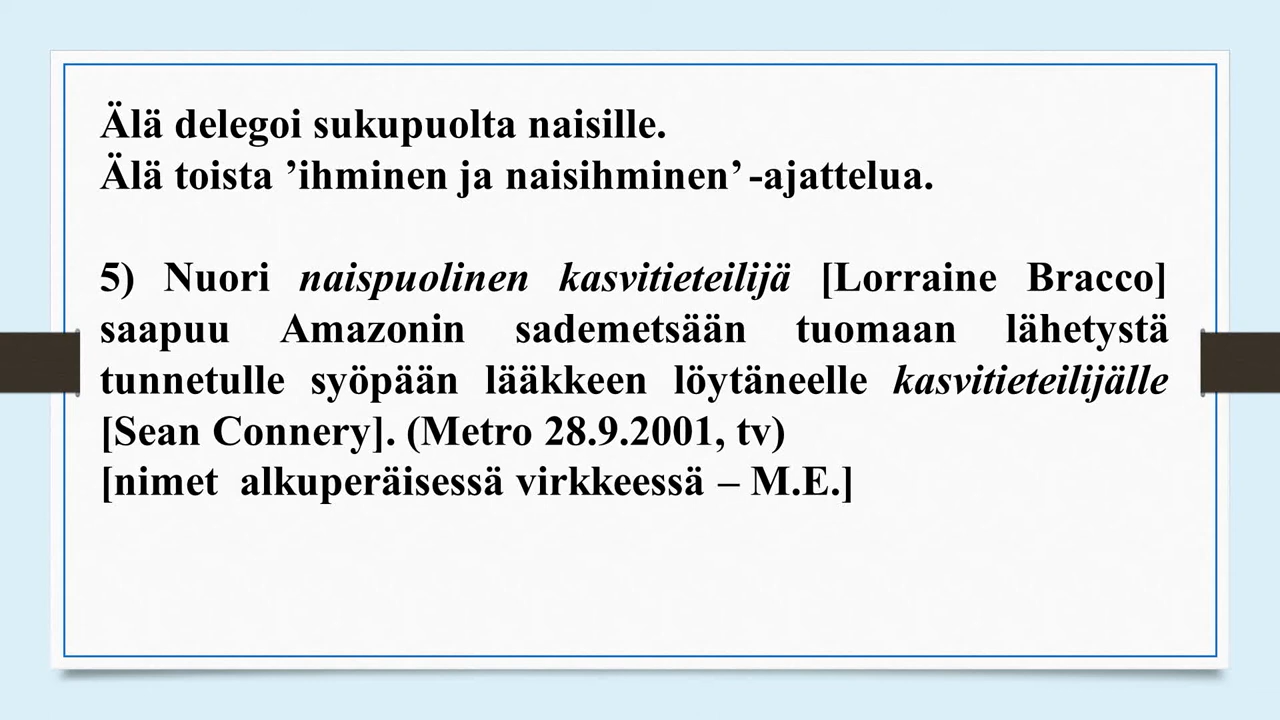 Älä delegoi sukupuolta naisille.
Älä toista ’ihminen ja naisihminen’ -ajattelua.
5) Nuori naispuolinen kasvitieteilijä [Lorraine Bracco]
saapuu Amazonin sademetsään tuomaan lähetystä
tunnetulle syöpään lääkkeen löytäneelle kasvitieteilijälle
[Sean Connery]. (Metro 28.9.2001, tv)
[nimet alkuperäisessä virkkeessä – M.E.]